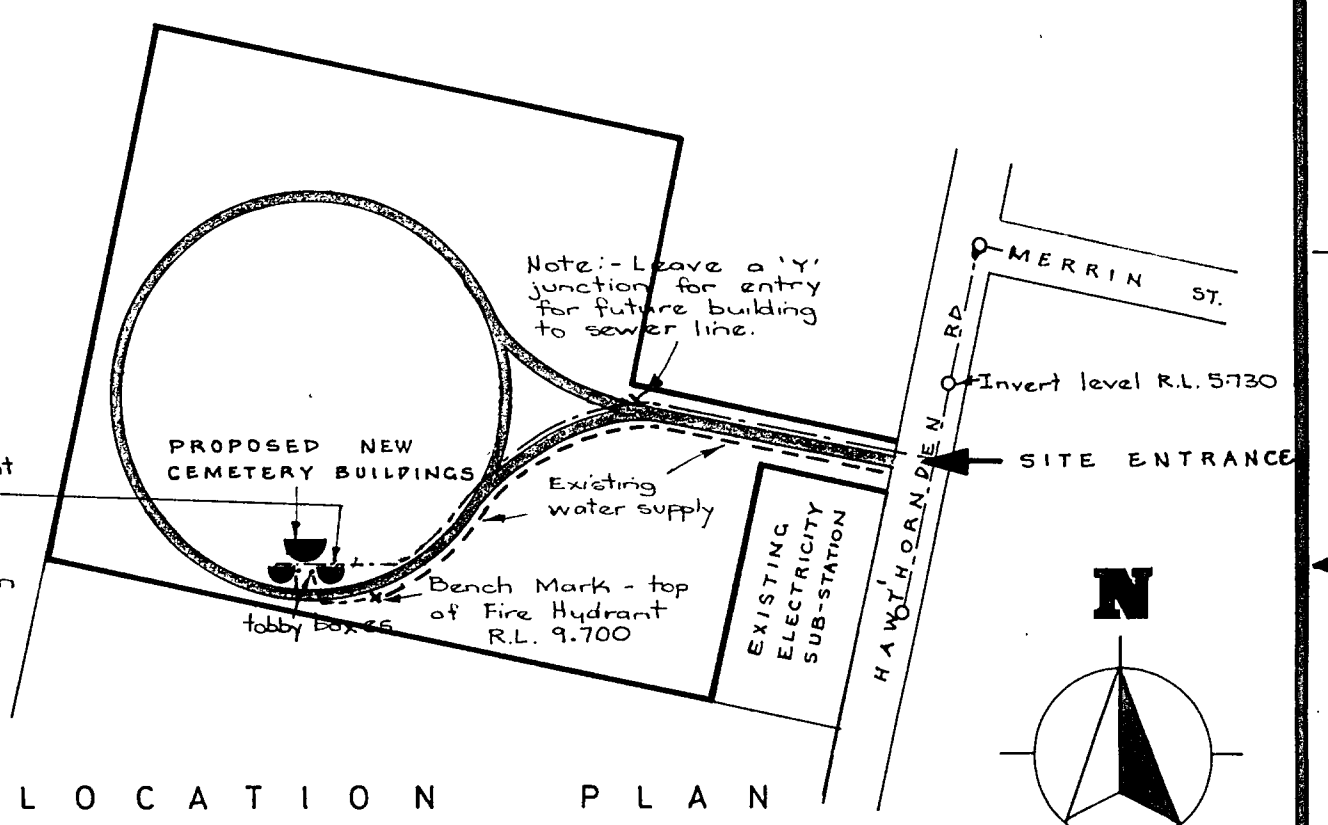 Note:- Leave a 'Y'
junction for entry
for future building
to sewer line.
MERRIN ST.
HAWTHORNDEN RD
Invert level R.L. 5.730
SITE ENTRANCE
PROPOSED NEW
CEMETERY BUILDINGS
Existing
water supply
EXISTING
ELECTRICITY
SUB-STATION
Bench Mark - top
of Fire Hydrant
R.L. 9.700
tobby boxes
N
LOCATION PLAN